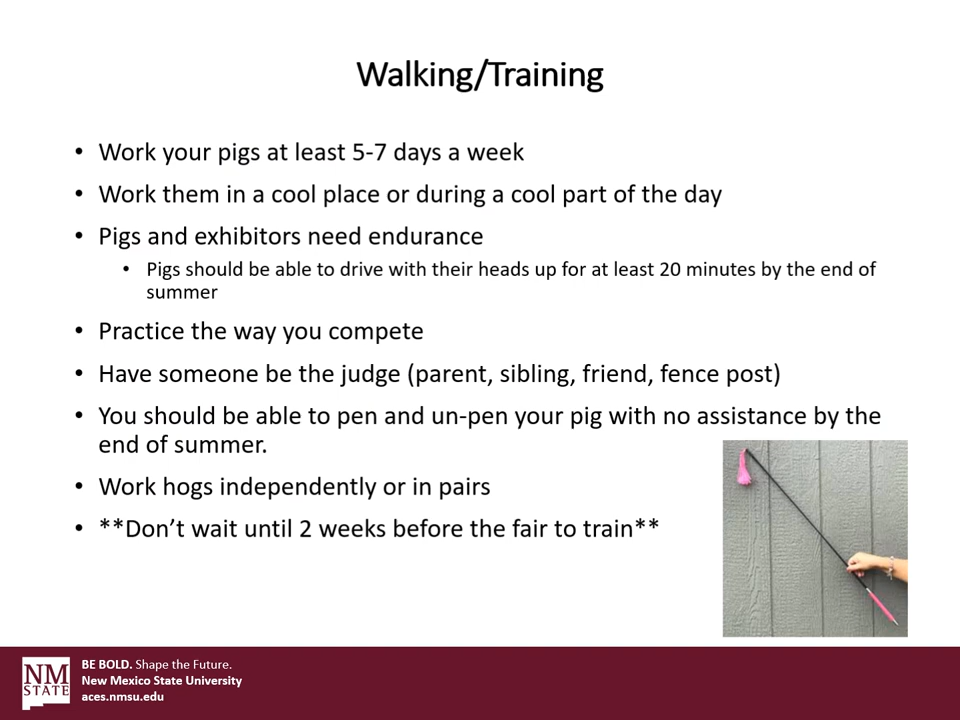 Walking/Training
• Work your pigs at least 5-7 days a week
• Work them in a cool place or during a cool part of the day
• Pigs and exhibitors need endurance
• Pigs should be able to drive with their heads up for at least 20 minutes by the end of
summer
• Practice the way you compete
• Have someone be the judge (parent, sibling, friend, fence post)
• You should be able to pen and un-pen your pig with no assistance by the
end of summer.
• Work hogs independently or in pairs
• **Don’t wait until 2 weeks before the fair to train**
NM
STATE
BE BOLD. Shape the Future.
New Mexico State University
aces.nmsu.edu